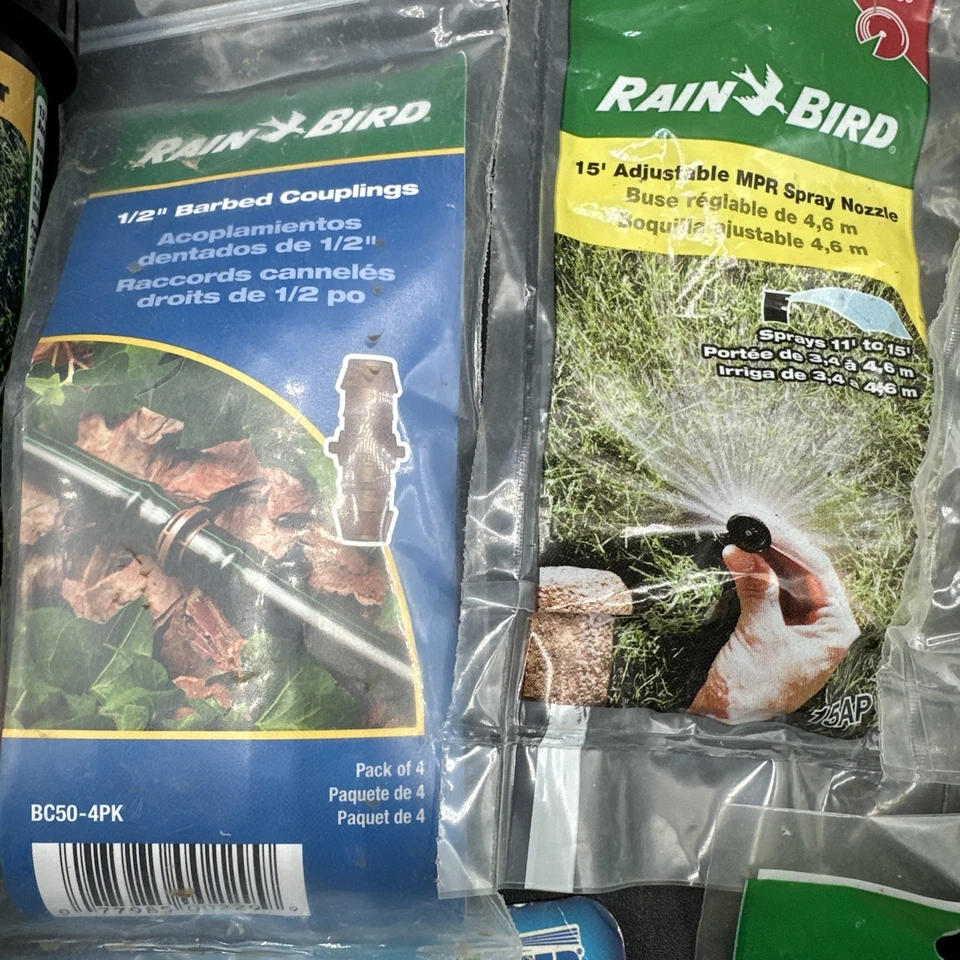 RAIN BIRD
1/2" Barbed Couplings
Acoplamientos
dentados de 1/2"
Raccords cannelés
droits de 1/2 po
Pack of 4
Paquete de 4
Paquet de 4
BC50-4PK
RAIN BIRD
15' Adjustable MPR Spray Nozzle
Buse réglable de 4,6 m
Boquilla ajustable 4,6 m
Sprays 11' to 15'
Portée de 3,4 à 4,6 m
Irriga de 3,4 a 4,6 m
15AP